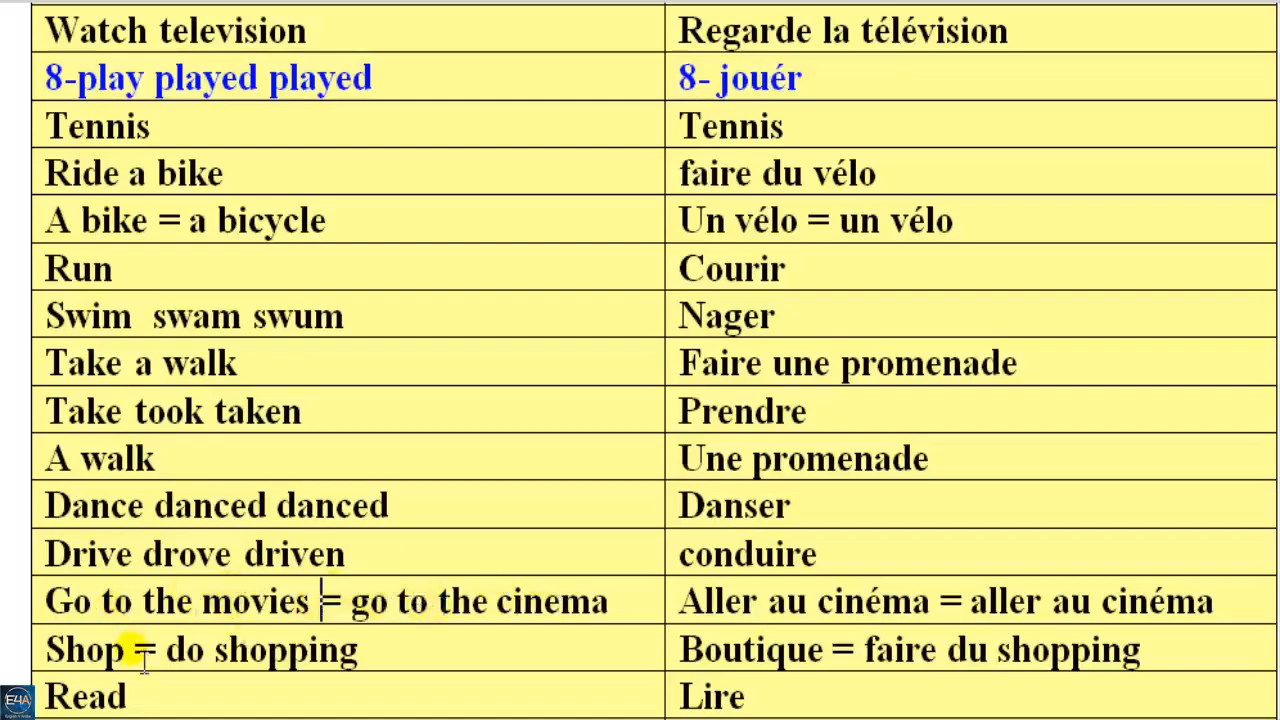 Watch television Regarde la télévision
8-play played played 8- jouér
Tennis Tennis
Ride a bike faire du vélo
A bike = a bicycle Un vélo = un vélo
Run Courir
Swim swam swum Nager
Take a walk Faire une promenade
Take took taken Prendre
A walk Une promenade
Dance danced danced Danser
Drive drove driven conduire
Go to the movies = go to the cinema Aller au cinéma = aller au cinéma
Shop = do shopping Boutique = faire du shopping
Read Lire
E4A